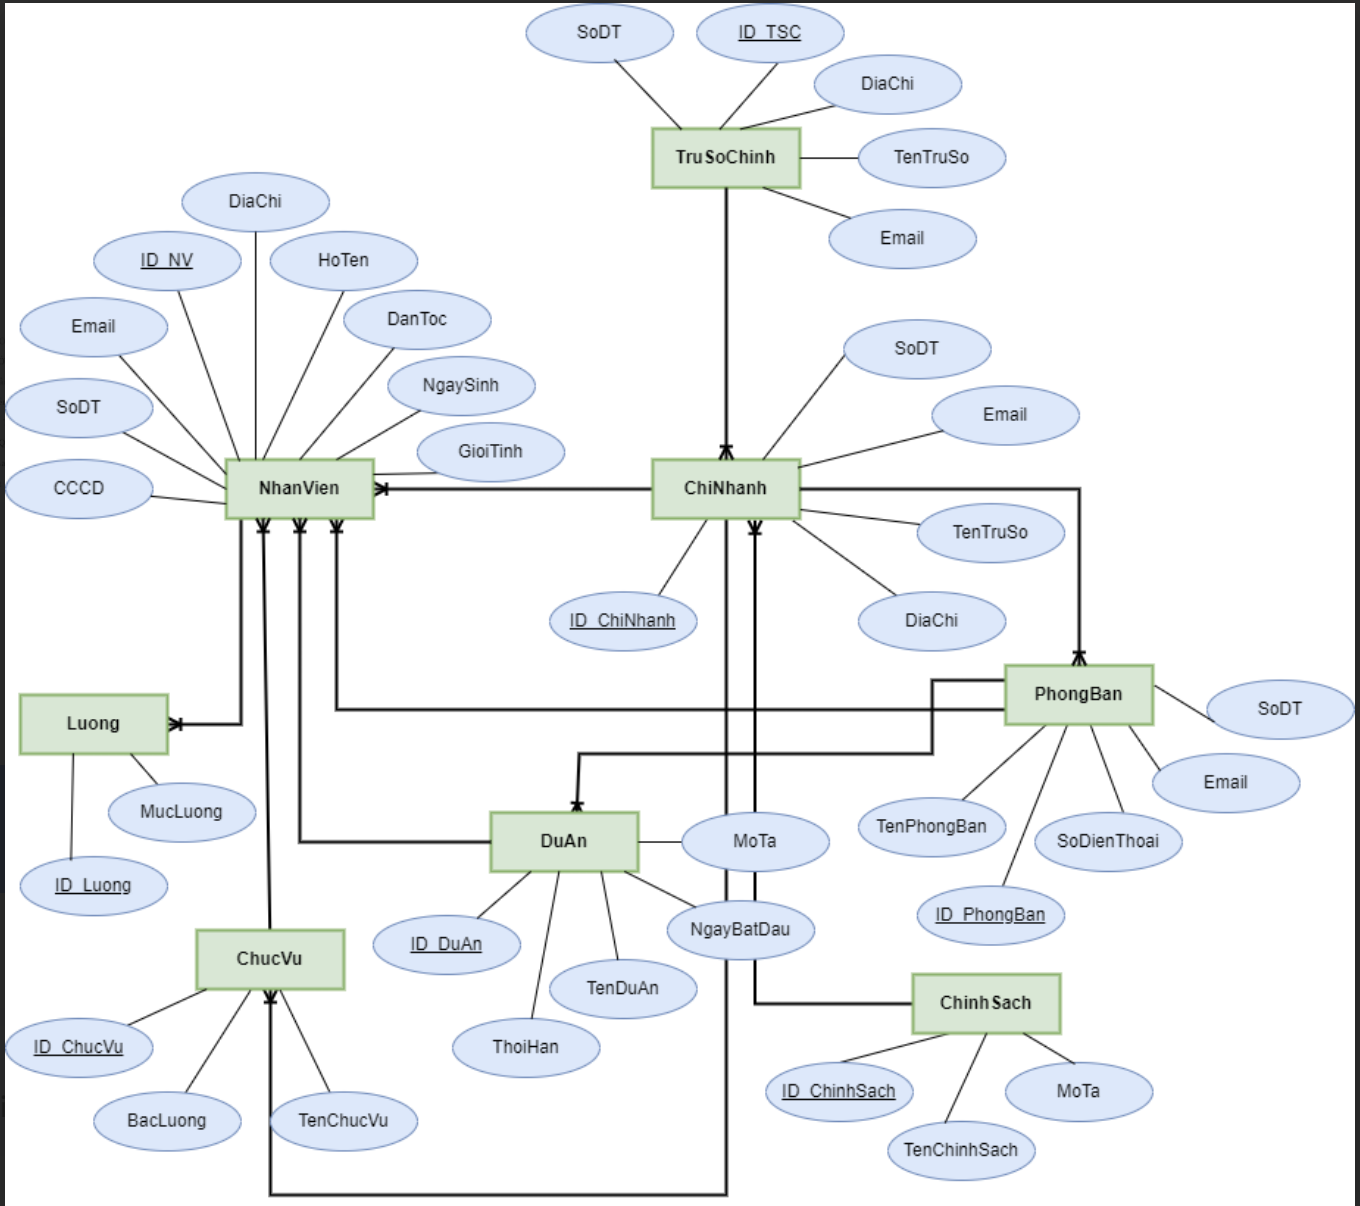 SoDT
ID_TSC
DiaChi
TruSoChinh
TenTruSo
Email
DiaChi
ID_NV
HoTen
Email
DanToc
SoDT
NgaySinh
CCCD
GioiTinh
NhanVien
SoDT
Email
ChiNhanh
TenTruSo
ID_ChiNhanh
DiaChi
PhongBan
SoDT
Email
TenPhongBan
SoDienThoai
ID_PhongBan
Luong
MucLuong
ID_Luong
DuAn
MoTa
ID_DuAn
NgayBatDau
TenDuAn
ThoiHan
ChucVu
ID_ChucVu
BacLuong
TenChucVu
ChinhSach
ID_ChinhSach
MoTa
TenChinhSach